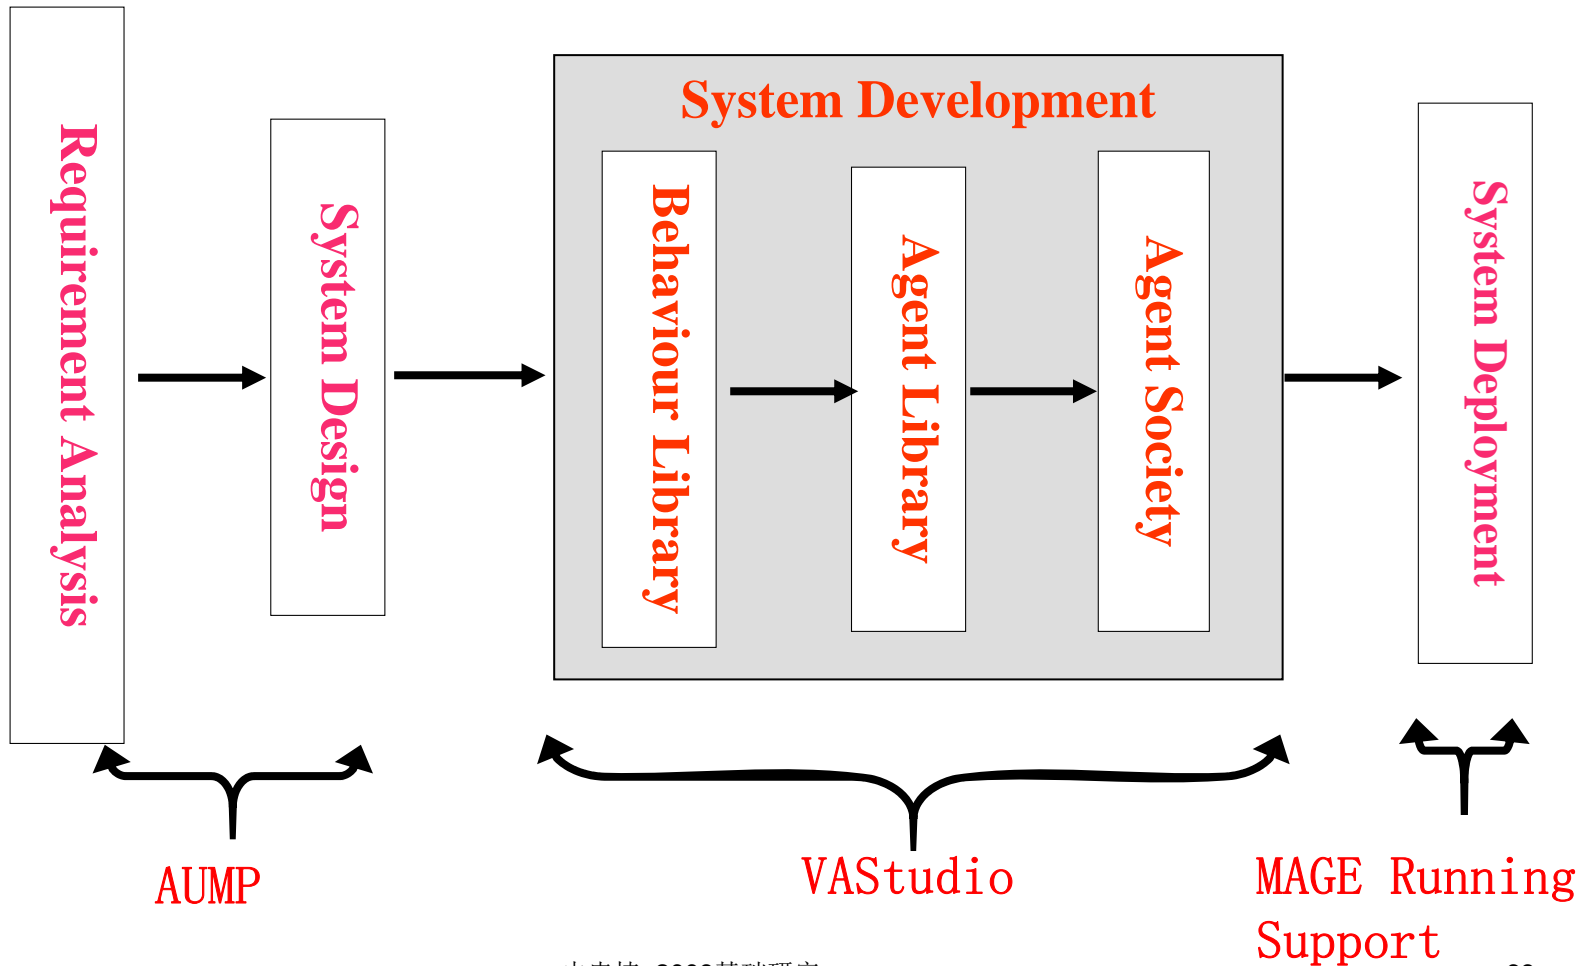 System Development
Requirement Analysis
System Design
Behaviour Library
Agent Library
Agent Society
System Deployment
AUMP
VAStudio
MAGE Running
Support